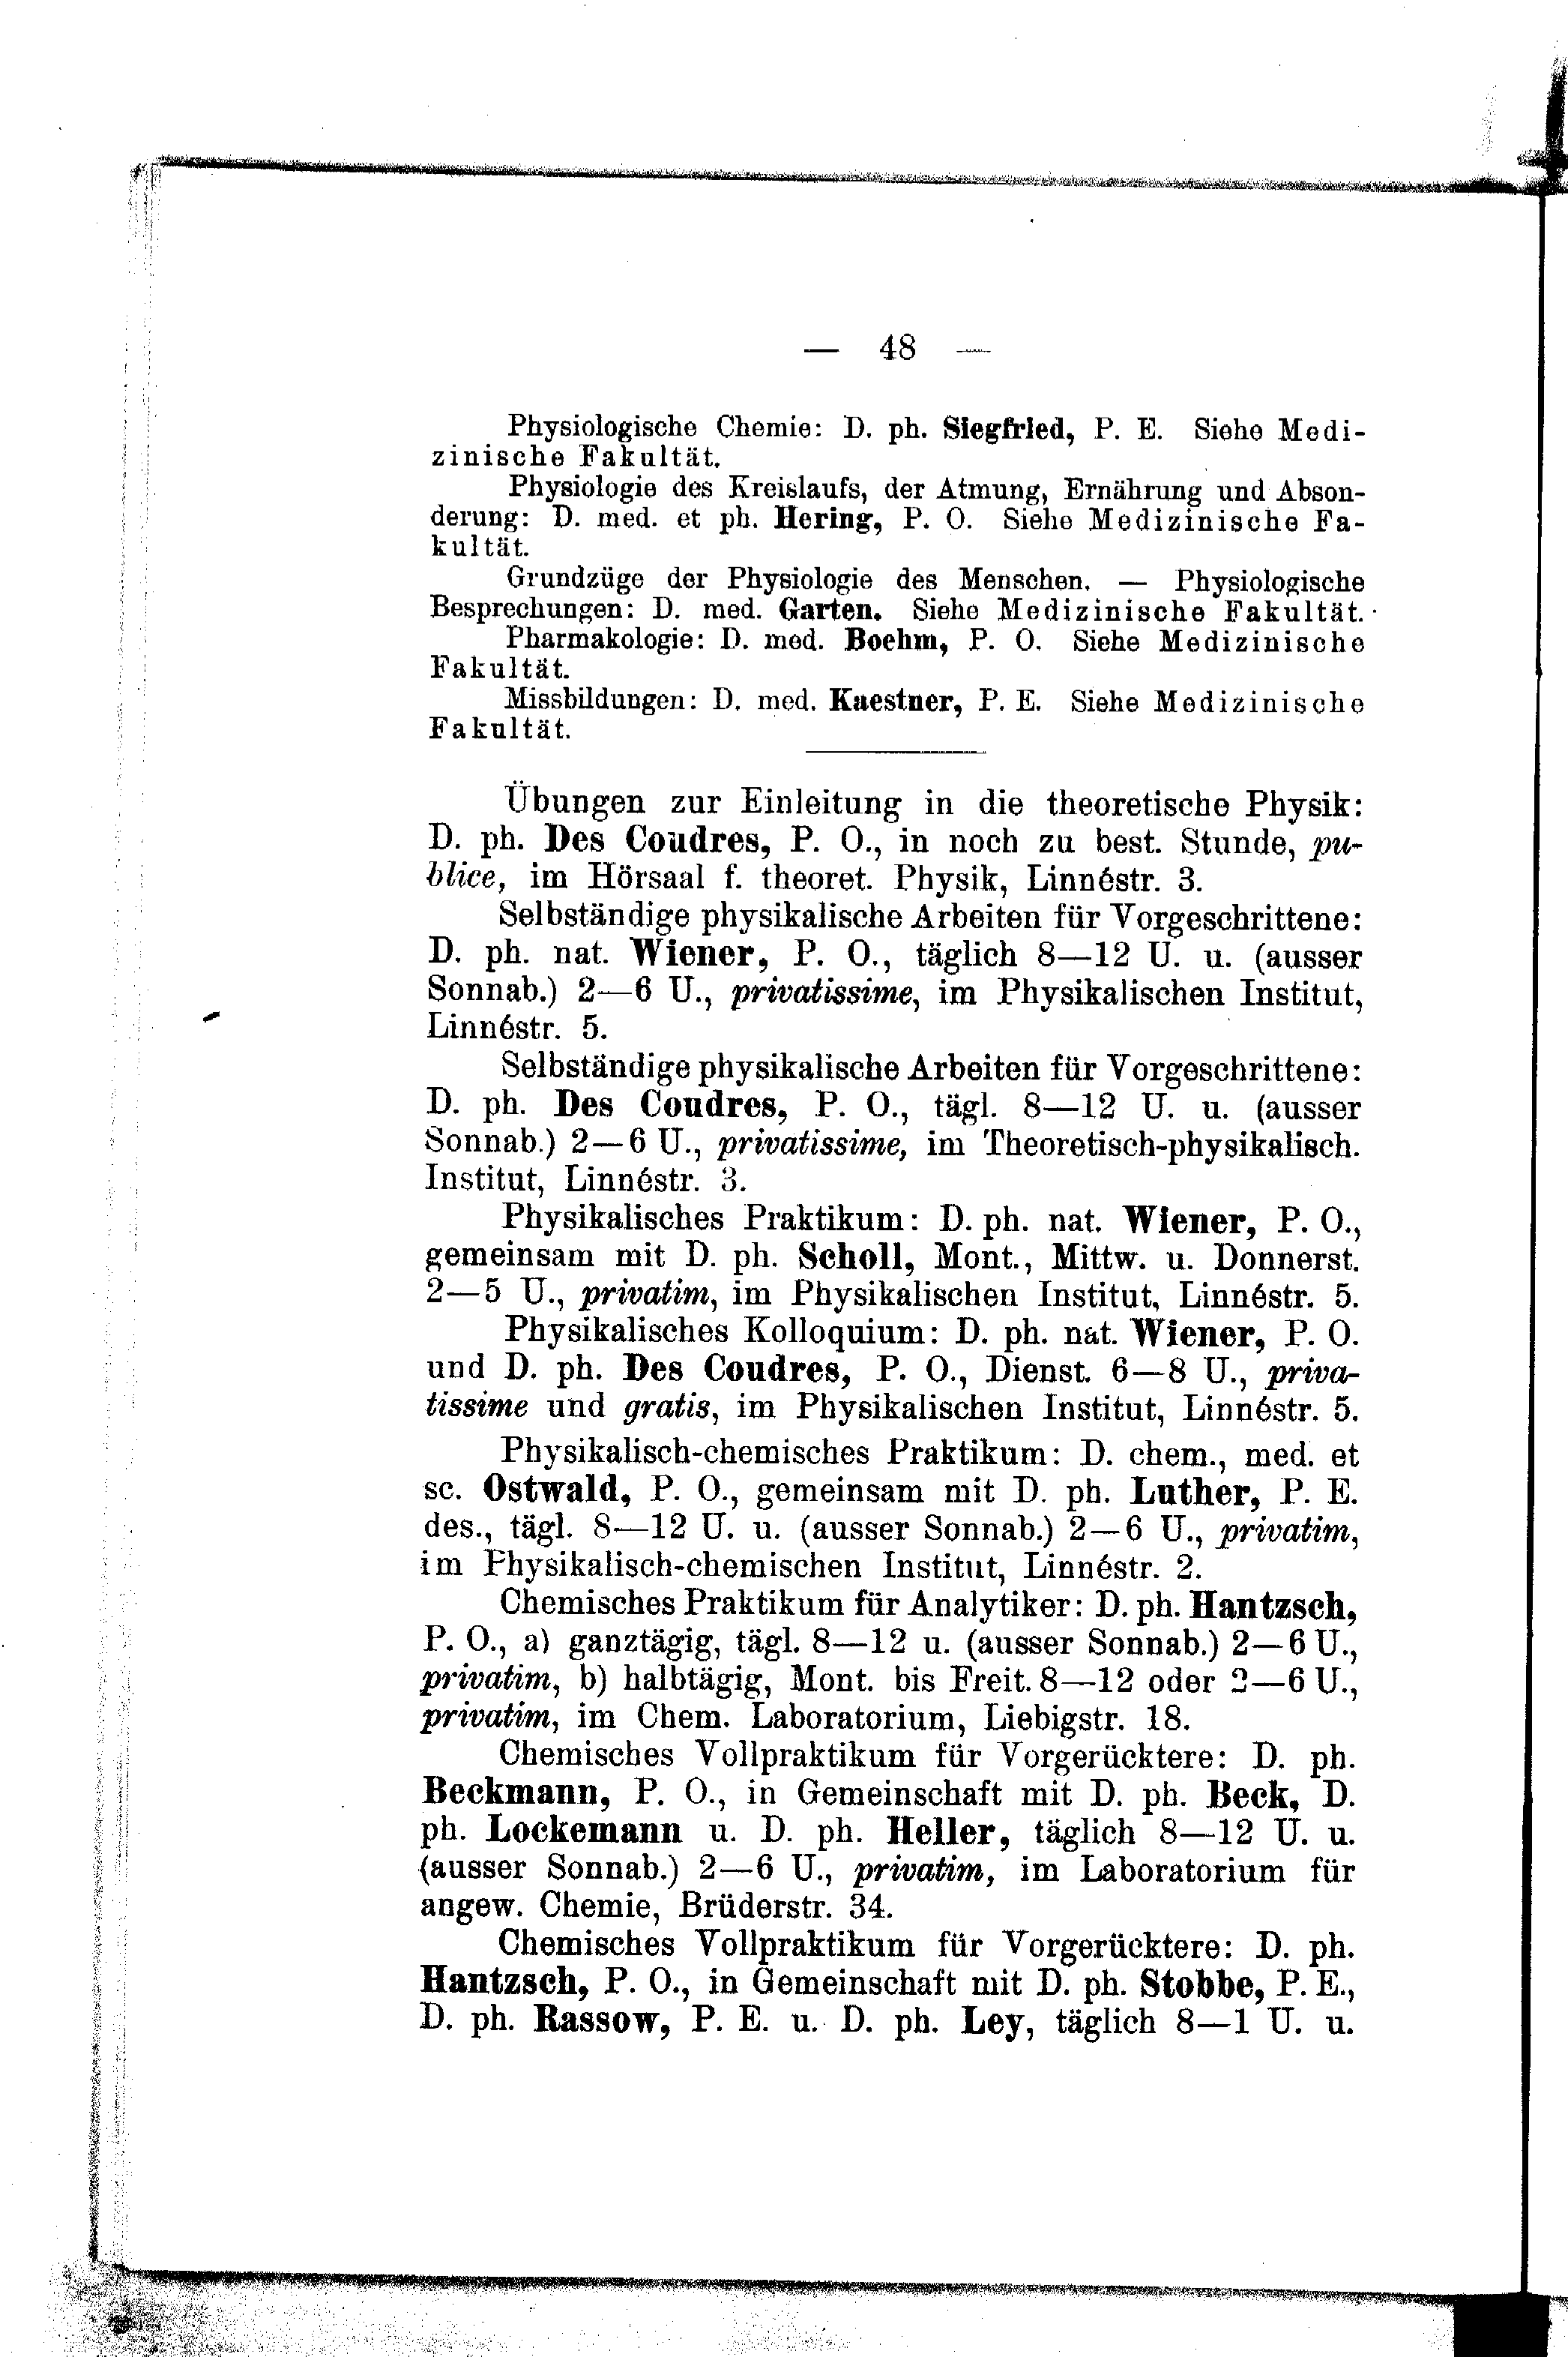 — 48 —
Physiologische Chemie: D. ph. Siegfried, P. E. Siehe Medi-
zinische Fakultät.
Physiologie des Kreislaufs, der Atmung, Ernährung und Abson-
derung: D. med. et ph. Hering, P. O. Siehe Medizinische Fa-
kultät.
Grundzüge der Physiologie des Menschen. — Physiologische
Besprechungen: D. med. Garten. Siehe Medizinische Fakultät.
Pharmakologie: D. med. Boehm, P. O. Siehe Medizinische
Fakultät.
Missbildungen: D. med. Kaestner, P. E. Siehe Medizinische
Fakultät.
Übungen zur Einleitung in die theoretische Physik:
D. ph. Des Coudres, P. O., in noch zu best. Stunde, pu-
blice, im Hörsaal f. theoret. Physik, Linnéstr. 3.
Selbständige physikalische Arbeiten für Vorgeschrittene:
D. ph. nat. Wiener, P. O., täglich 8—12 U. u. (ausser
Sonnab.) 2—6 U., privatissime, im Physikalischen Institut,
Linnéstr. 5.
Selbständige physikalische Arbeiten für Vorgeschrittene:
D. ph. Des Coudres, P. O., tägl. 8—12 U. u. (ausser
Sonnab.) 2—6 U., privatissime, im Theoretisch-physikalisch.
Institut, Linnéstr. 3.
Physikalisches Praktikum: D. ph. nat. Wiener, P. O.,
gemeinsam mit D. ph. Scholl, Mont., Mittw. u. Donnerst.
2—5 U., privatim, im Physikalischen Institut, Linnéstr. 5.
Physikalisches Kolloquium: D. ph. nat. Wiener, P. O.
und D. ph. Des Coudres, P. O., Dienst. 6—8 U., priva-
tissime und gratis, im Physikalischen Institut, Linnéstr. 5.
Physikalisch-chemisches Praktikum: D. chem., med. et
sc. Ostwald, P. O., gemeinsam mit D. ph. Luther, P. E.
des., tägl. 8—12 U. u. (ausser Sonnab.) 2—6 U., privatim,
im Physikalisch-chemischen Institut, Linnéstr. 2.
Chemisches Praktikum für Analytiker: D. ph. Hantzsch,
P. O., a) ganztägig, tägl. 8—12 u. (ausser Sonnab.) 2—6 U.,
privatim, b) halbtägig, Mont. bis Freit. 8—12 oder 2—6 U.,
privatim, im Chem. Laboratorium, Liebigstr. 18.
Chemisches Vollpraktikum für Vorgerücktere: D. ph.
Beckmann, P. O., in Gemeinschaft mit D. ph. Beck, D.
ph. Lockemann u. D. ph. Heller, täglich 8—12 U. u.
(ausser Sonnab.) 2—6 U., privatim, im Laboratorium für
angew. Chemie, Brüderstr. 34.
Chemisches Vollpraktikum für Vorgerücktere: D. ph.
Hantzsch, P. O., in Gemeinschaft mit D. ph. Stobbe, P. E.,
D. ph. Rassow, P. E. u. D. ph. Ley, täglich 8—1 U. u.